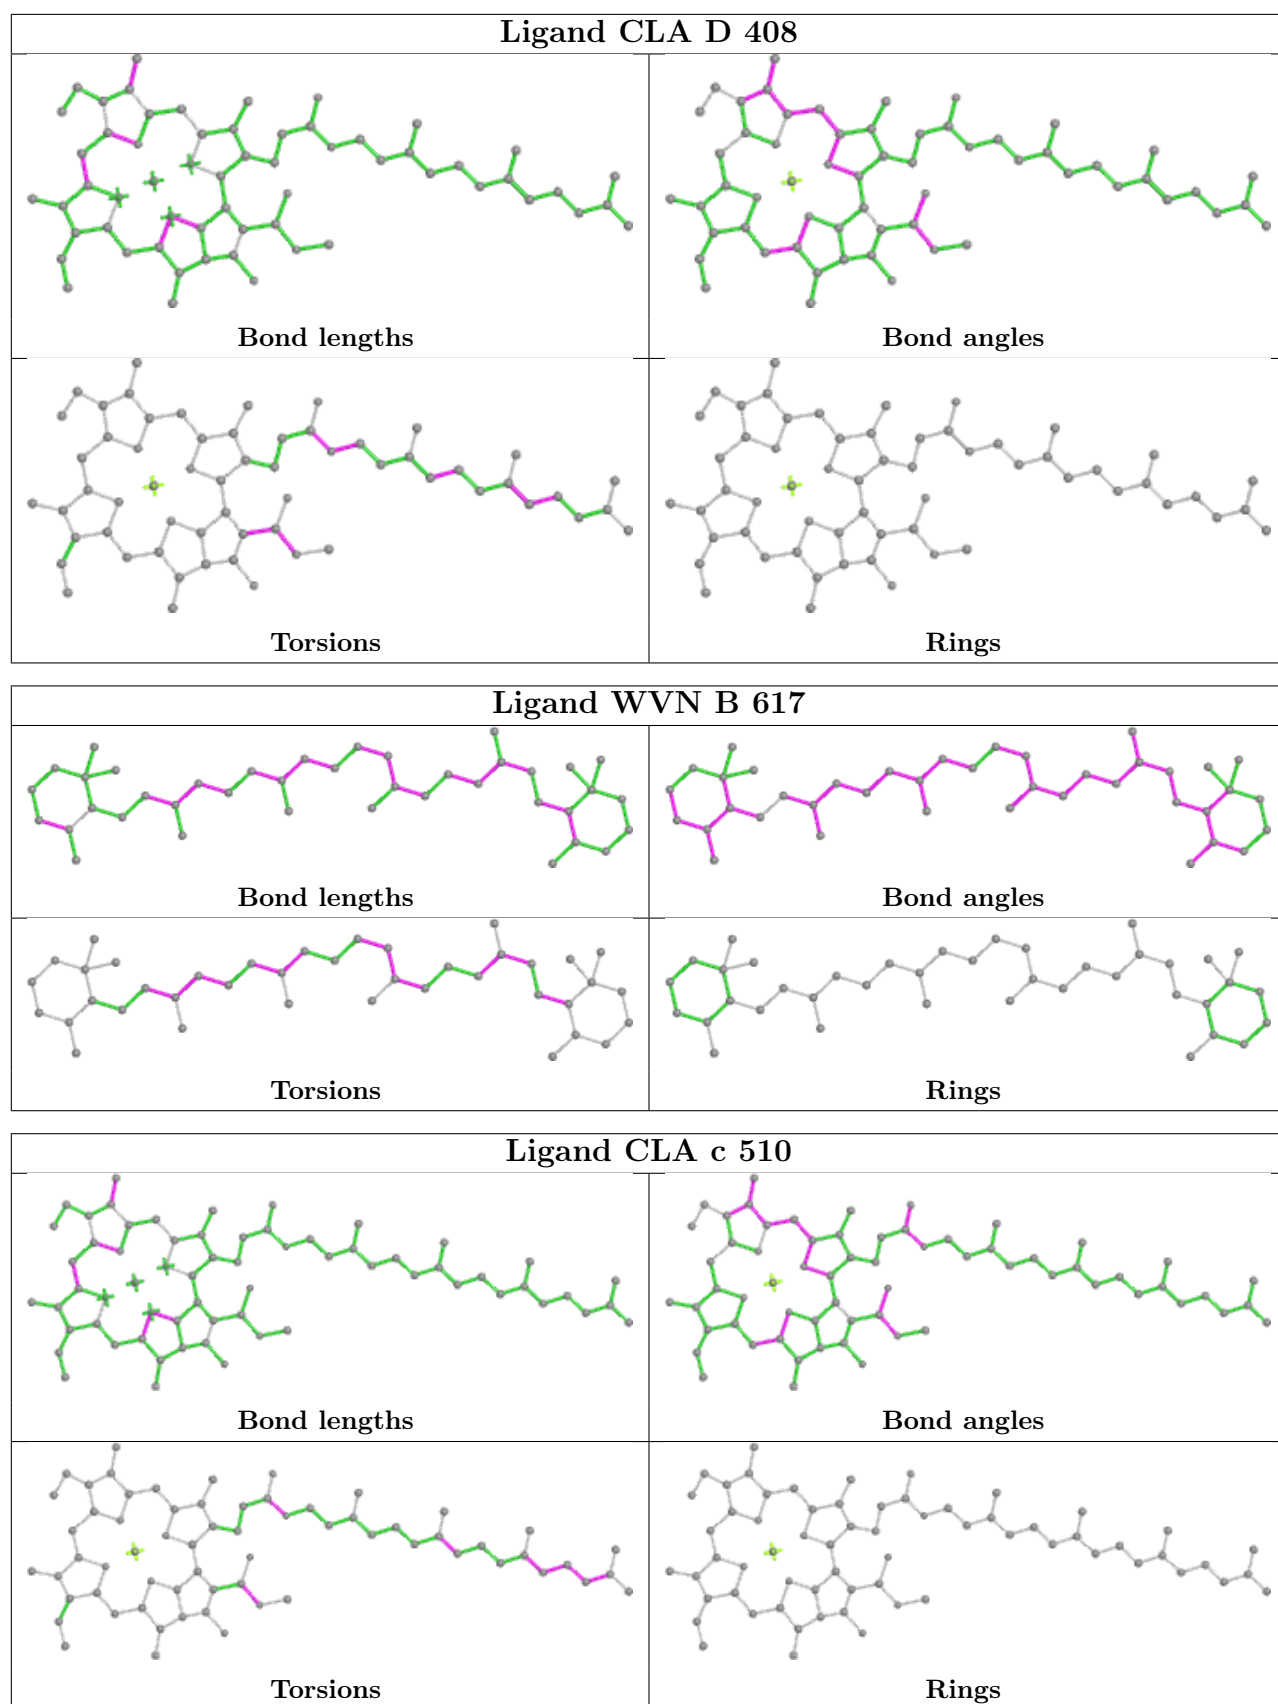 Ligand CLA D 408
Bond lengths
Bond angles
Torsions
Rings
Ligand WVN B 617
Bond lengths
Bond angles
Torsions
Rings
Ligand CLA c 510
Bond lengths
Bond angles
Torsions
Rings